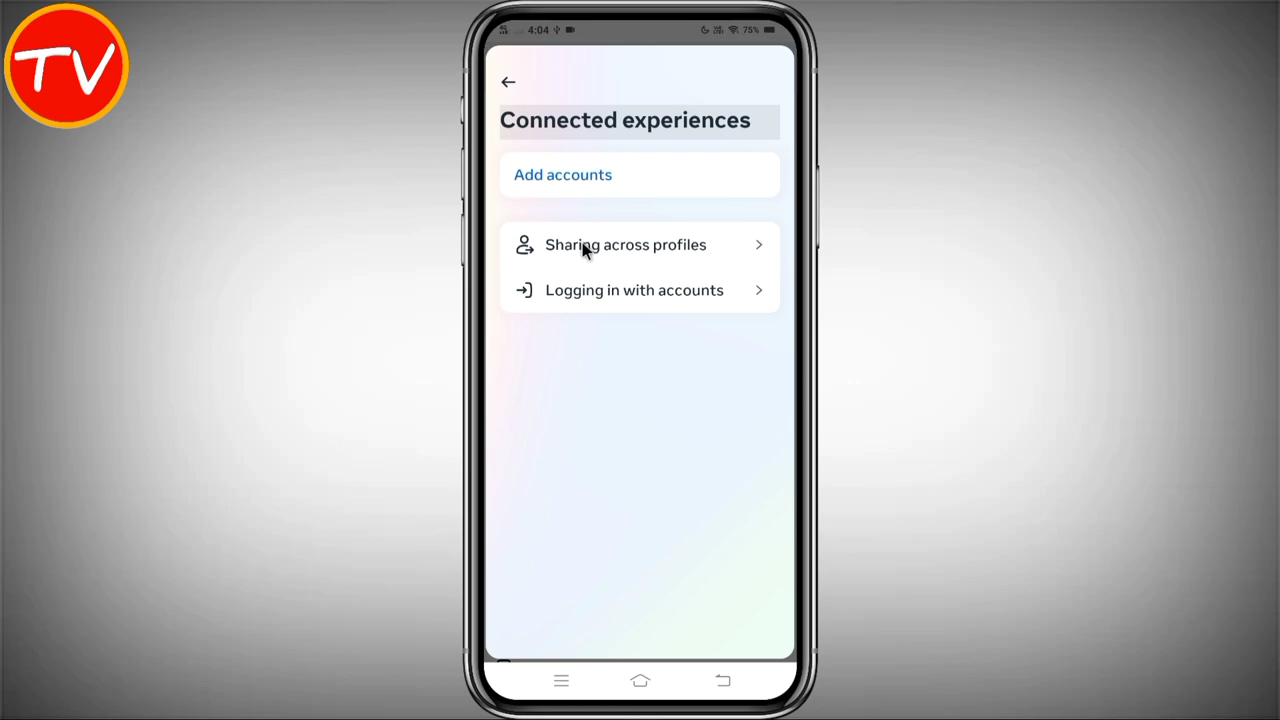 TV
4:04
75%
Connected experiences
Add accounts
Sharing across profiles
Logging in with accounts